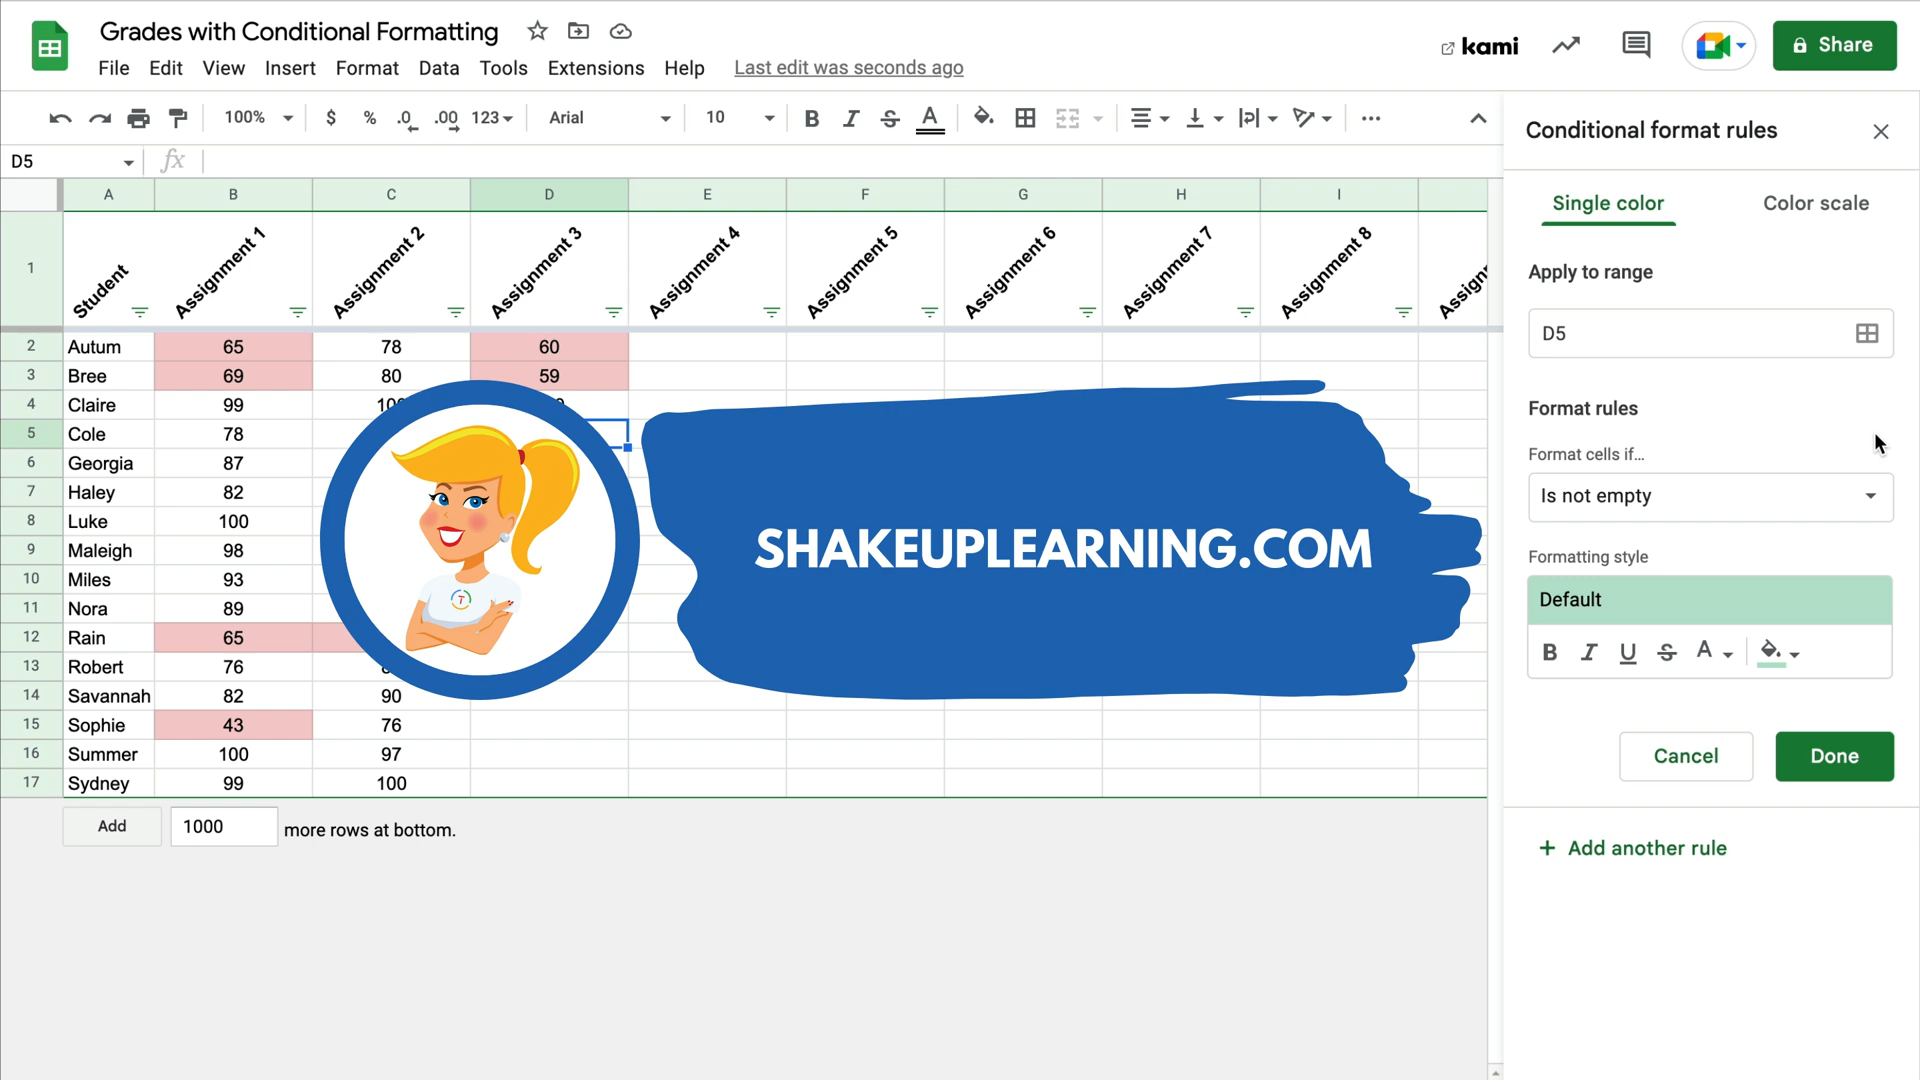 Grades with Conditional Formatting
File Edit View Insert Format Data Tools Extensions Help Last edit was seconds ago
kami
Share
100% $ % .0 .00 123 Arial 10 B I S A
D5 fx
A B C D E F G H I
1 Student Assignment 1 Assignment 2 Assignment 3 Assignment 4 Assignment 5 Assignment 6 Assignment 7 Assignment 8
2 Autum 65 78 60
3 Bree 69 80 59
4 Claire 99
5 Cole 78
6 Georgia 87
7 Haley 82
8 Luke 100
9 Maleigh 98
10 Miles 93
11 Nora 89
12 Rain 65
13 Robert 76
14 Savannah 82 90
15 Sophie 43 76
16 Summer 100 97
17 Sydney 99 100
Add 1000 more rows at bottom.
T
SHAKEUPLEARNING.COM
Conditional format rules
Single color Color scale
Apply to range
D5
Format rules
Format cells if…
Is not empty
Formatting style
Default
B I U S A
Cancel Done
+ Add another rule